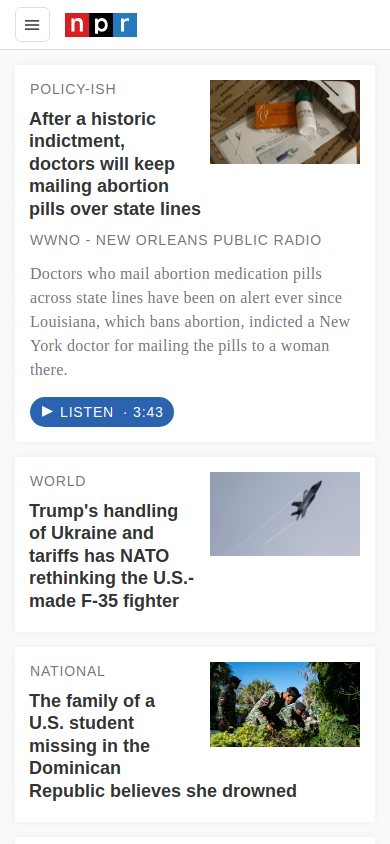 npr
POLICY-ISH
After a historic
indictment,
doctors will keep
mailing abortion
pills over state lines
WWNO - NEW ORLEANS PUBLIC RADIO
Doctors who mail abortion medication pills
across state lines have been on alert ever since
Louisiana, which bans abortion, indicted a New
York doctor for mailing the pills to a woman
there.
LISTEN · 3:43
WORLD
Trump's handling
of Ukraine and
tariffs has NATO
rethinking the U.S.-
made F-35 fighter
NATIONAL
The family of a
U.S. student
missing in the
Dominican
Republic believes she drowned